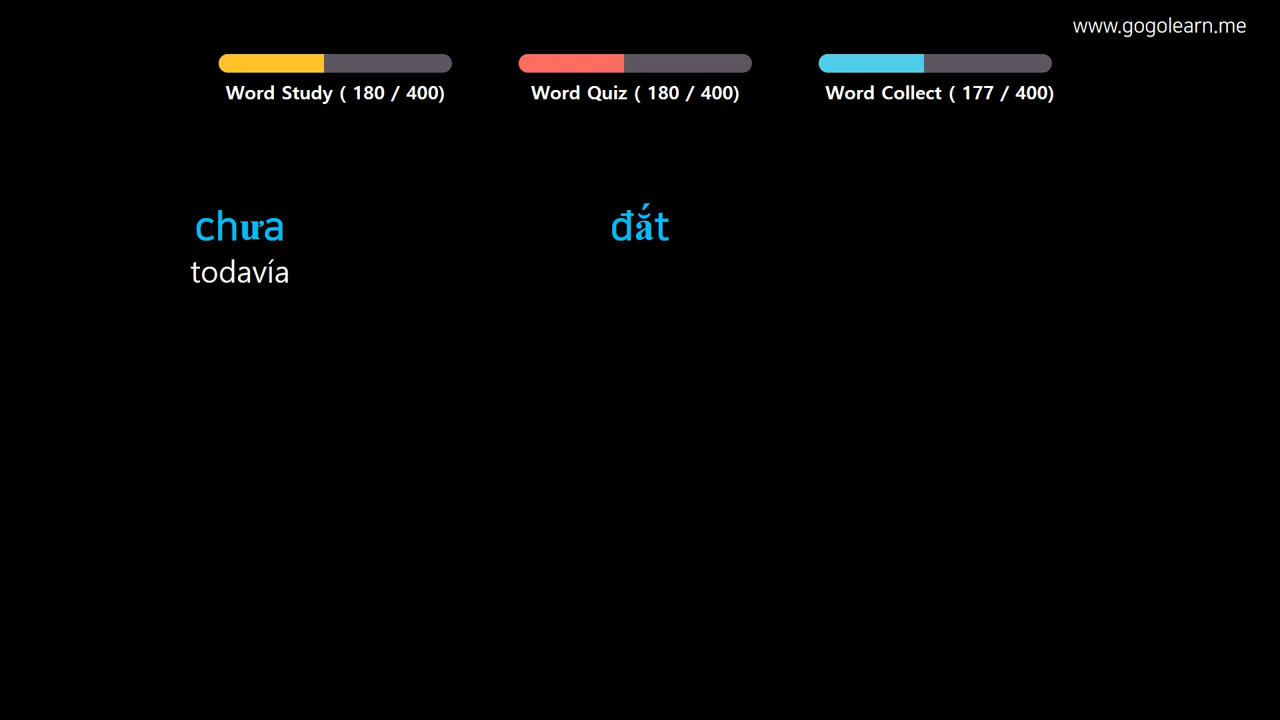 www.gogolearn.me
Word Study ( 180 / 400)
Word Quiz ( 180 / 400)
Word Collect ( 177 / 400)
chưa
đắt
todavía